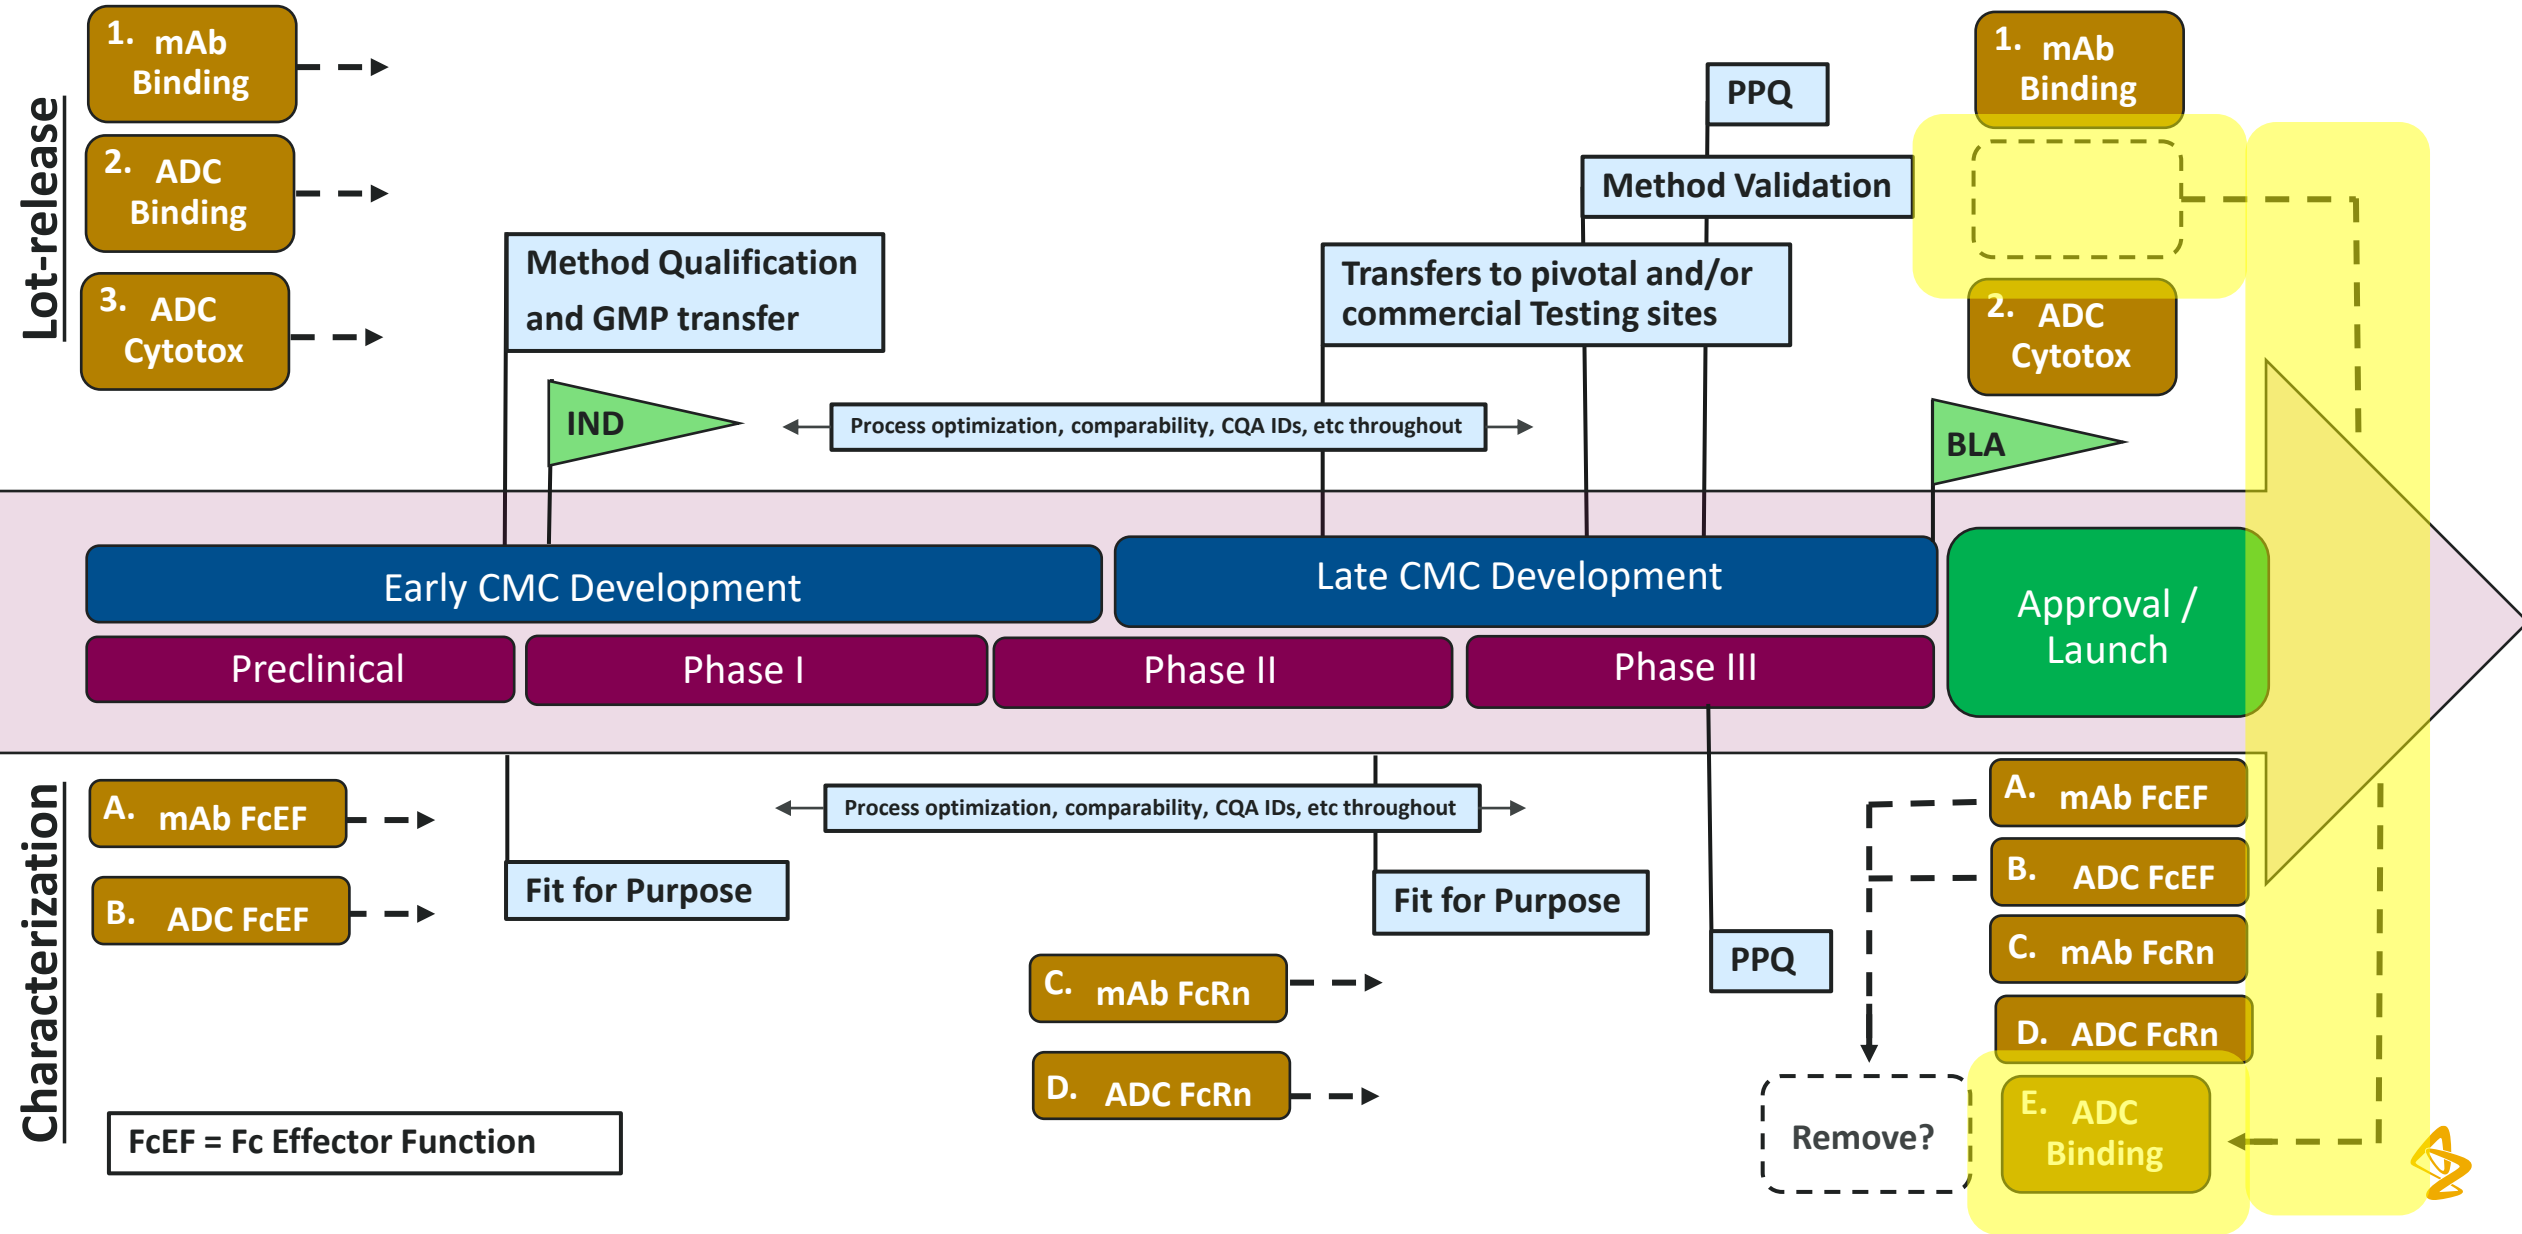 Lot-release
1. mAb
Binding
2. ADC
Binding
3. ADC
Cytotox
Method Qualification
and GMP transfer
IND
Process optimization, comparability, CQA IDs, etc throughout
PPQ
Method Validation
Transfers to pivotal and/or
commercial Testing sites
1. mAb
Binding
2. ADC
Cytotox
BLA
Early CMC Development
Late CMC Development
Approval /
Launch
Preclinical
Phase I
Phase II
Phase III
Characterization
A. mAb FcEF
B. ADC FcEF
Fit for Purpose
Process optimization, comparability, CQA IDs, etc throughout
Fit for Purpose
C. mAb FcRn
D. ADC FcRn
PPQ
A. mAb FcEF
B. ADC FcEF
C. mAb FcRn
D. ADC FcRn
Remove?
E. ADC
Binding
FcEF = Fc Effector Function